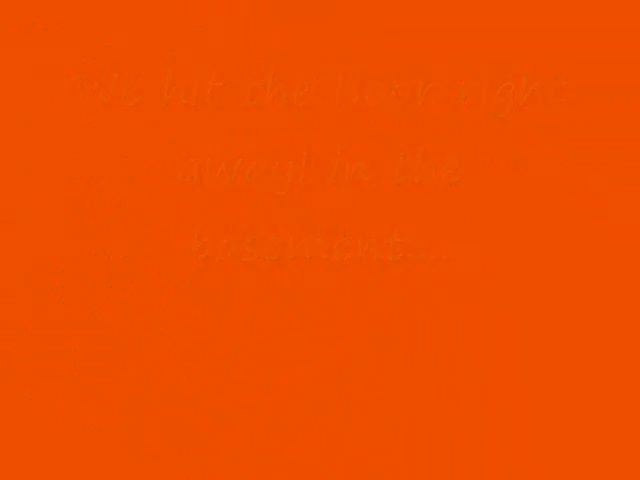 We hit the floor right
away! in the
basement...